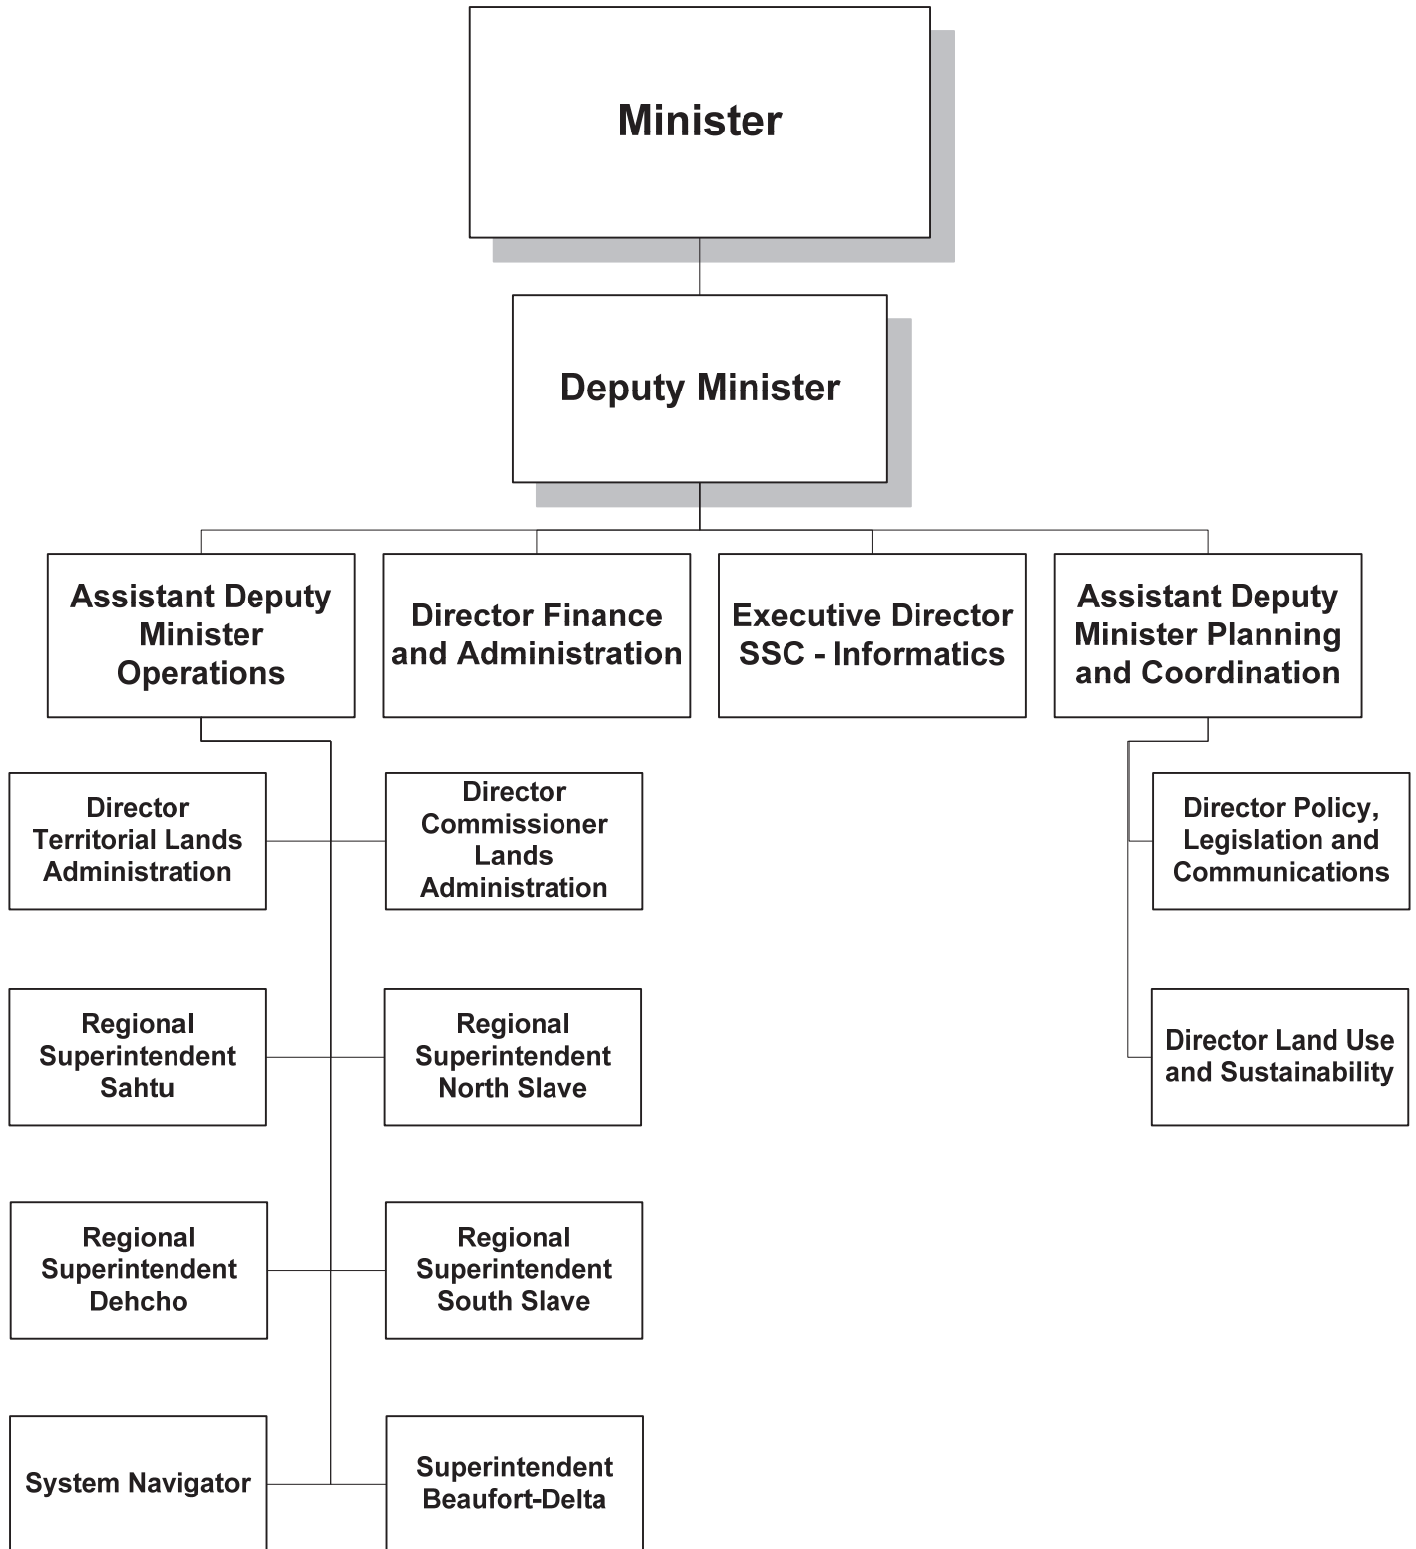 Minister
Deputy Minister
Assistant Deputy
Minister
Operations
Director Finance
and Administration
Executive Director
SSC - Informatics
Assistant Deputy
Minister Planning
and Coordination
Director
Territorial Lands
Administration
Director
Commissioner
Lands
Administration
Director Policy,
Legislation and
Communications
Regional
Superintendent
Sahtu
Regional
Superintendent
North Slave
Director Land Use
and Sustainability
Regional
Superintendent
Dehcho
Regional
Superintendent
South Slave
System Navigator
Superintendent
Beaufort-Delta